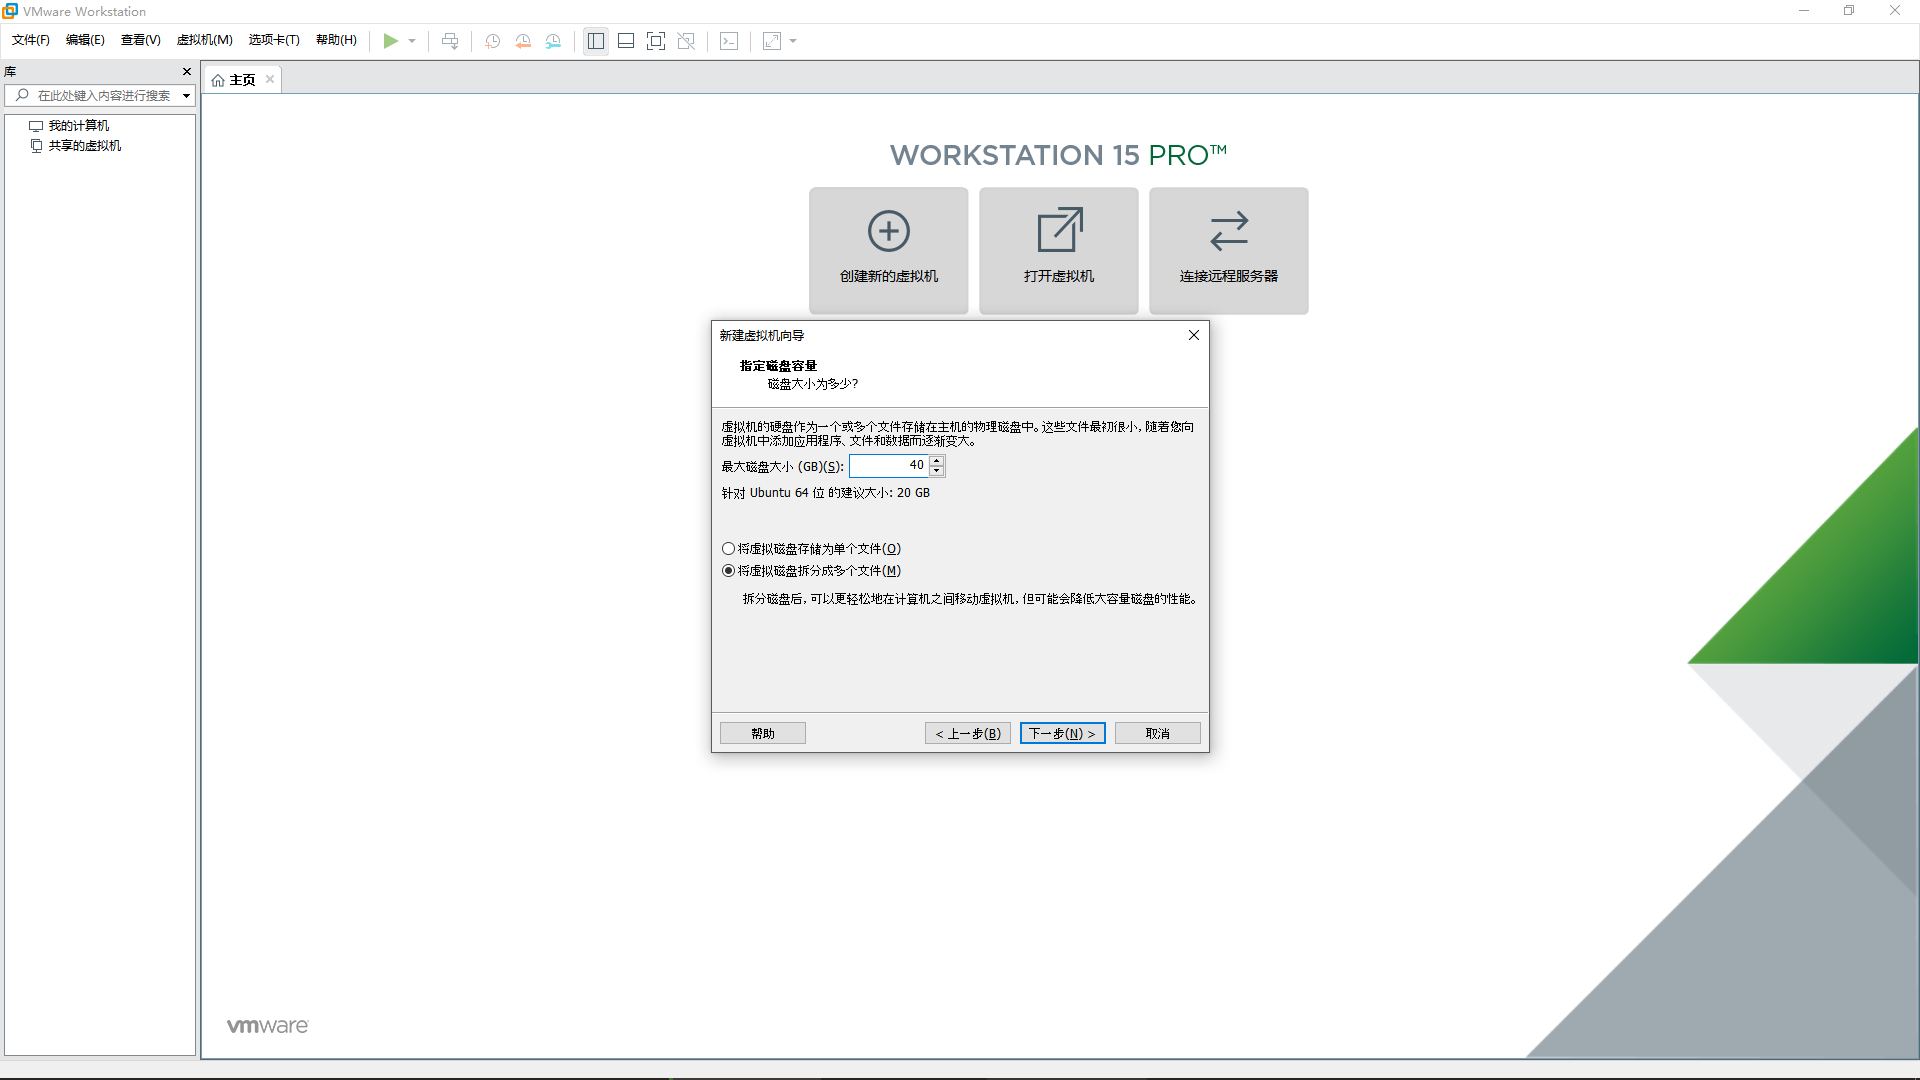 VMware Workstation
文件(F) 编辑(E) 查看(V) 虚拟机(M) 选项卡(T) 帮助(H)
库
在此处键入内容进行搜索
我的计算机
共享的虚拟机
主页
WORKSTATION 15 PRO™
创建新的虚拟机 打开虚拟机 连接远程服务器
新建虚拟机向导
指定磁盘容量
磁盘大小为多少?
虚拟机的硬盘作为一个或多个文件存储在主机的物理磁盘中。这些文件最初很小,随着您向
虚拟机中添加应用程序、文件和数据而逐渐变大。
最大磁盘大小 (GB)(S): 40
针对 Ubuntu 64 位 的建议大小: 20 GB
将虚拟磁盘存储为单个文件(O)
将虚拟磁盘拆分成多个文件(M)
拆分磁盘后,可以更轻松地在计算机之间移动虚拟机,但可能会降低大容量磁盘的性能。
帮助 < 上一步(B) 下一步(N) > 取消
vmware